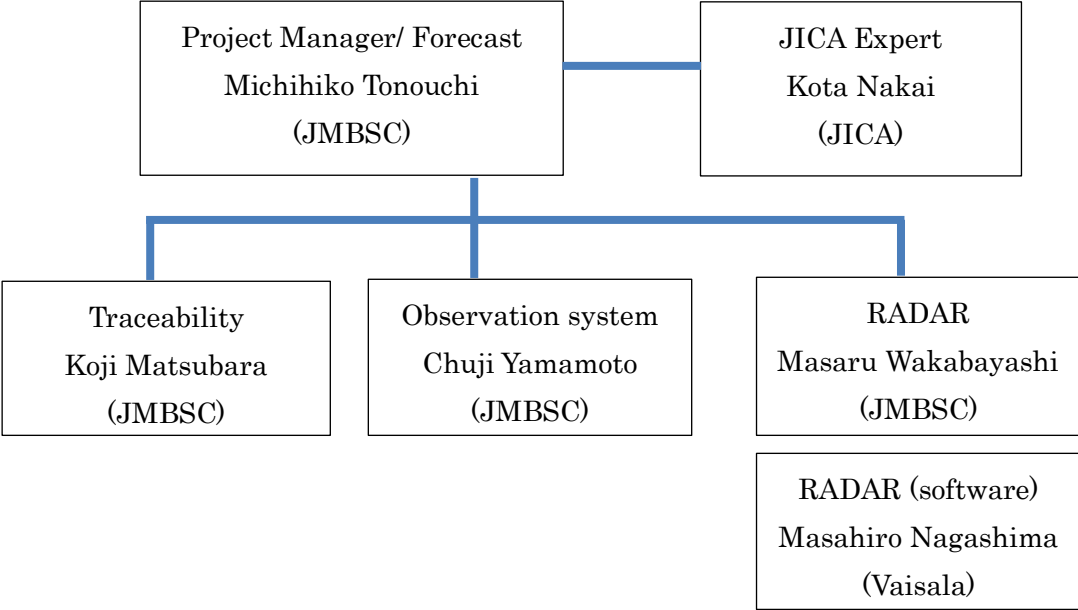 Project Manager/ Forecast
Michihiko Tonouchi
(JMBSC)
JICA Expert
Kota Nakai
(JICA)
Traceability
Koji Matsubara
(JMBSC)
Observation system
Chuji Yamamoto
(JMBSC)
RADAR
Masaru Wakabayashi
(JMBSC)
RADAR (software)
Masahiro Nagashima
(Vaisala)